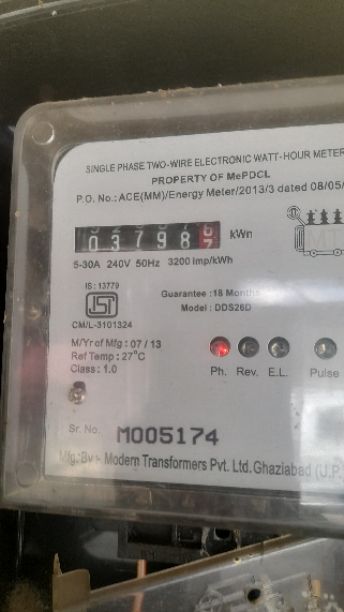 SINGLE PHASE TWO-WIRE ELECTRONIC WATT-HOUR METER
PROPERTY OF MePDCL
P.O. No.: ACE(MM)/Energy Meter/2013/3 dated 08/05/
037986 kWh
7
5-30A 240V 50Hz 3200 imp/kWh
IS : 13779
ISI
CM/L-3101324
Guarantee : 18 Months
Model : DDS26D
M/Yr of Mfg : 07 / 13
Ref Temp : 27°C
Class : 1.0
Ph. Rev. E.L. Pulse
Sr. No. M005174
Mfg. By :- Modern Transformers Pvt. Ltd. Ghaziabad (U.P.